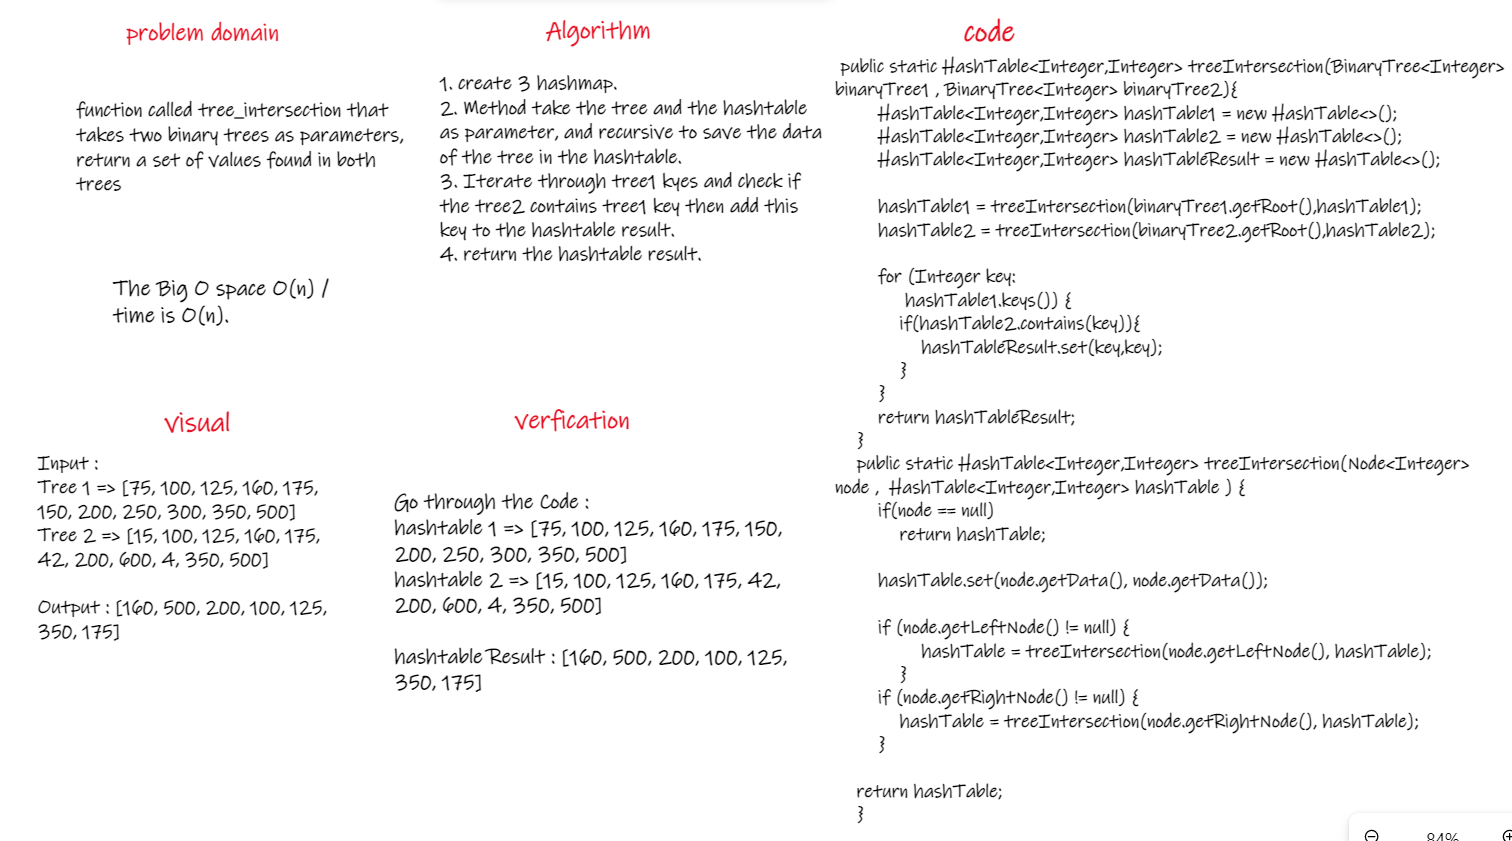 problem domain
function called tree_intersection that
takes two binary trees as parameters,
return a set of values found in both
trees
The Big O space O(n) /
time is O(n).
Algorithm
1. create 3 hashmap.
2. Method take the tree and the hashtable
as parameter, and recursive to save the data
of the tree in the hashtable.
3. Iterate through tree1 kyes and check if
the tree2 contains tree1 key then add this
key to the hashtable result.
4. return the hashtable result.
code
public static HashTable<Integer,Integer> treeIntersection(BinaryTree<Integer>
binaryTree1 , BinaryTree<Integer> binaryTree2){
HashTable<Integer,Integer> hashTable1 = new HashTable<>();
HashTable<Integer,Integer> hashTable2 = new HashTable<>();
HashTable<Integer,Integer> hashTableResult = new HashTable<>();
hashTable1 = treeIntersection(binaryTree1.getRoot(),hashTable1);
hashTable2 = treeIntersection(binaryTree2.getRoot(),hashTable2);
for (Integer key:
hashTable1.keys()) {
if(hashTable2.contains(key)){
hashTableResult.set(key,key);
}
}
return hashTableResult;
}
public static HashTable<Integer,Integer> treeIntersection(Node<Integer>
node , HashTable<Integer,Integer> hashTable ) {
if(node == null)
return hashTable;
hashTable.set(node.getData(), node.getData());
if (node.getLeftNode() != null) {
hashTable = treeIntersection(node.getLeftNode(), hashTable);
}
if (node.getRightNode() != null) {
hashTable = treeIntersection(node.getRightNode(), hashTable);
}
return hashTable;
}
visual
Input :
Tree 1 => [75, 100, 125, 160, 175,
150, 200, 250, 300, 350, 500]
Tree 2 => [15, 100, 125, 160, 175,
42, 200, 600, 4, 350, 500]
Output : [160, 500, 200, 100, 125,
350, 175]
verfication
Go through the Code :
hashtable 1 => [75, 100, 125, 160, 175, 150,
200, 250, 300, 350, 500]
hashtable 2 => [15, 100, 125, 160, 175, 42,
200, 600, 4, 350, 500]
hashtable Result : [160, 500, 200, 100, 125,
350, 175]
84%